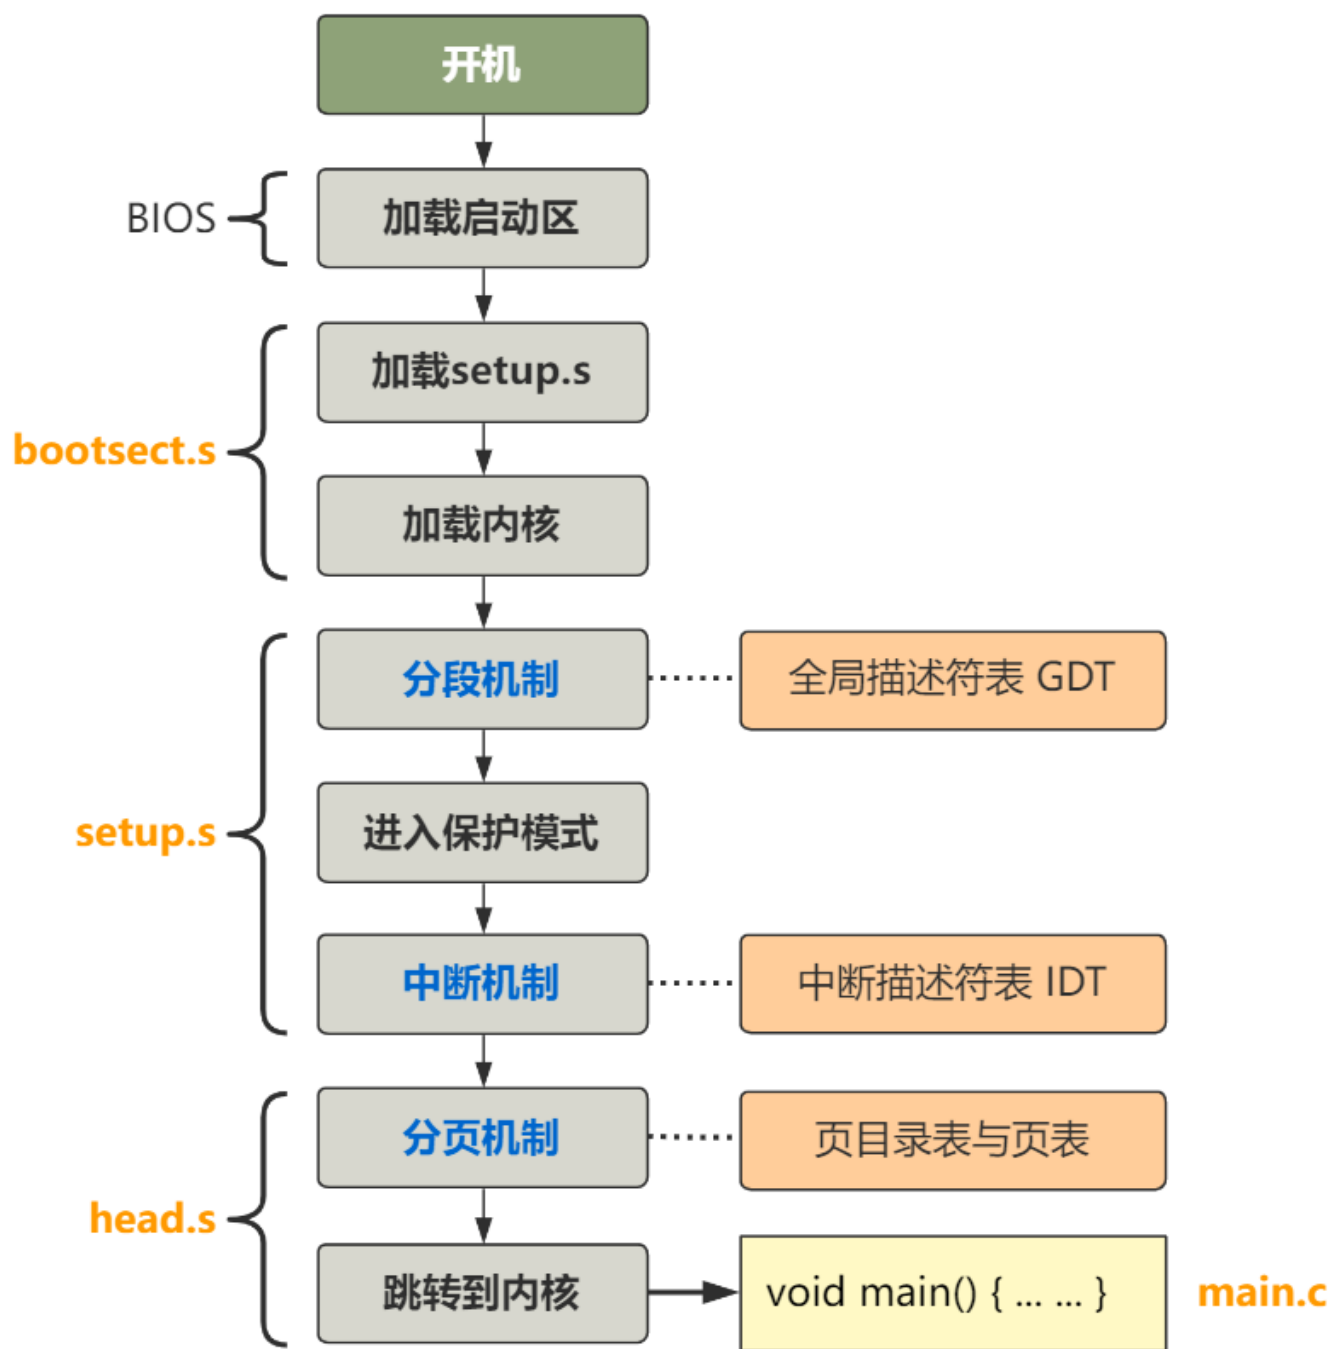 开机
BIOS
加载启动区
bootsect.s
加载setup.s
加载内核
setup.s
分段机制
全局描述符表 GDT
进入保护模式
中断机制
中断描述符表 IDT
head.s
分页机制
页目录表与页表
跳转到内核
void main() { ... ... }
main.c